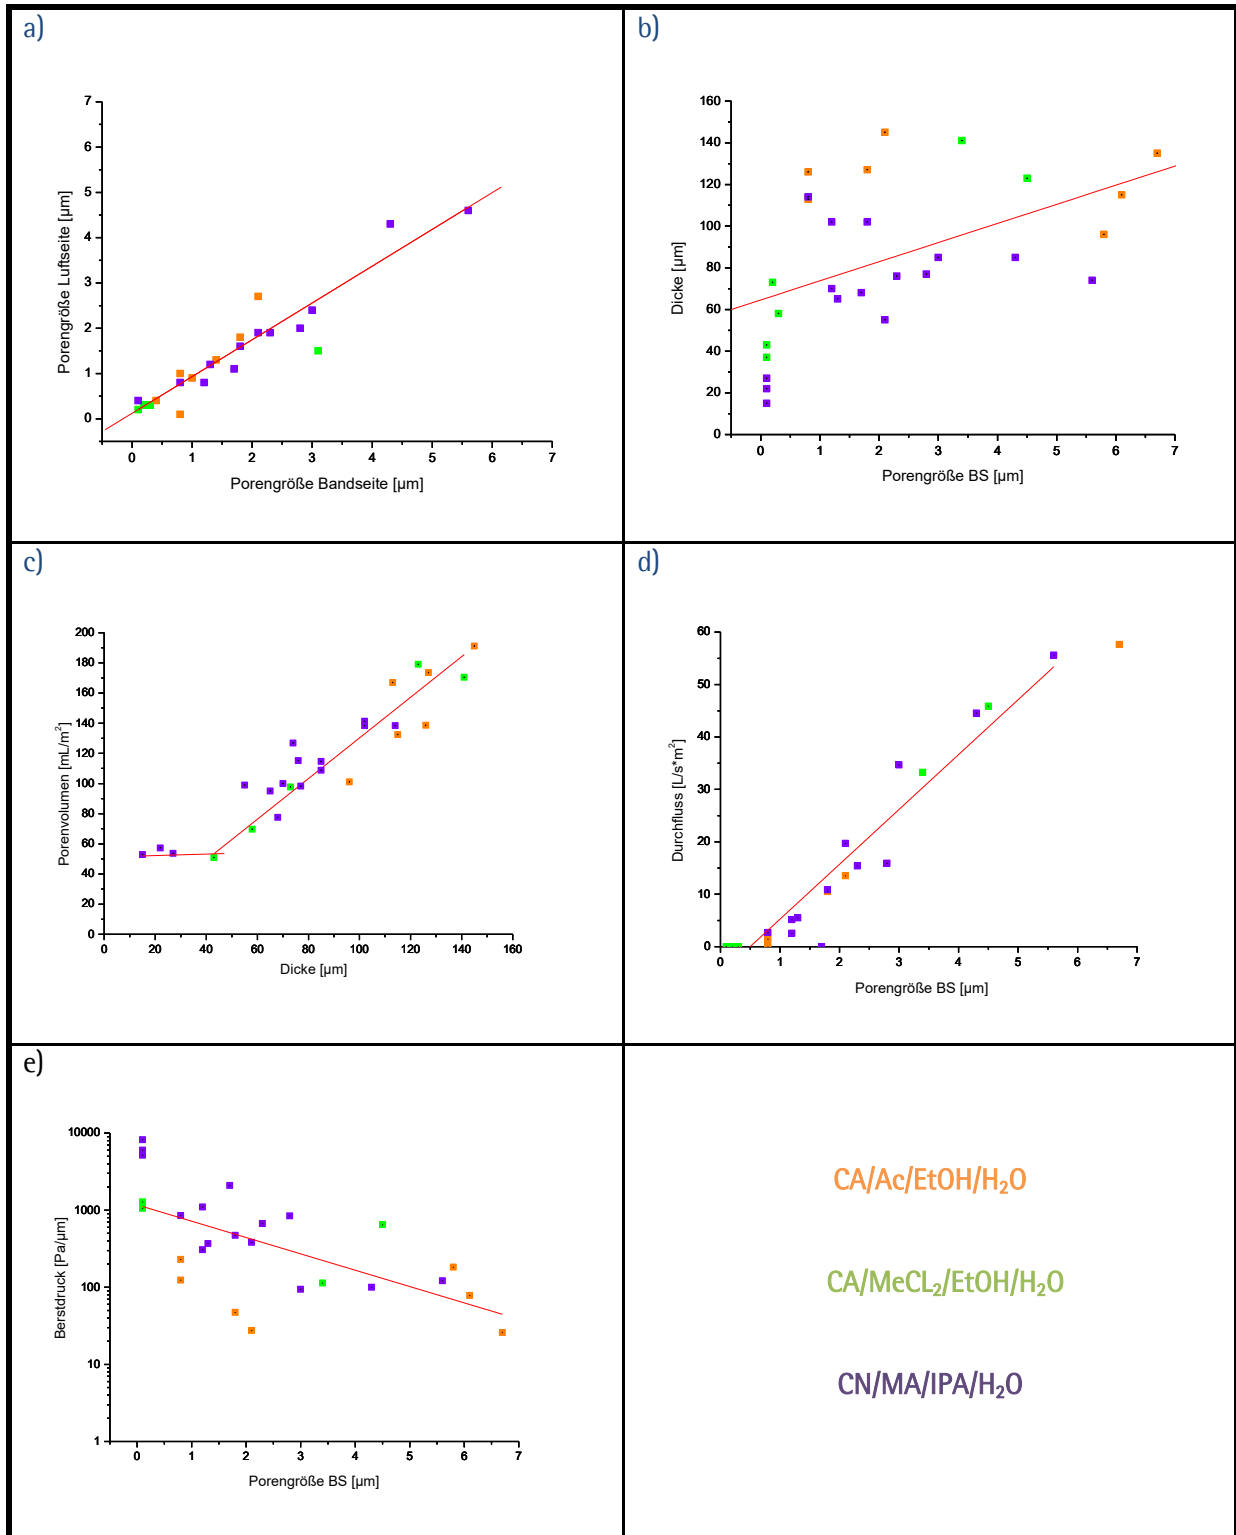 a)
7
6
5
4
3
2
1
0
Porengröße Luftseite [µm]
0 1 2 3 4 5 6 7
Porengröße Bandseite [µm]
b)
160
140
120
100
80
60
40
20
0
Dicke [µm]
0 1 2 3 4 5 6 7
Porengröße BS [µm]
c)
200
180
160
140
120
100
80
60
40
20
0
Porenvolumen [mL/m²]
0 20 40 60 80 100 120 140 160
Dicke [µm]
d)
60
50
40
30
20
10
0
Durchfluss [L/s*m²]
0 1 2 3 4 5 6 7
Porengröße BS [µm]
e)
10000
1000
100
10
1
Berstdruck [Pa/µm]
0 1 2 3 4 5 6 7
Porengröße BS [µm]
CA/Ac/EtOH/H₂O
CA/MeCL₂/EtOH/H₂O
CN/MA/IPA/H₂O